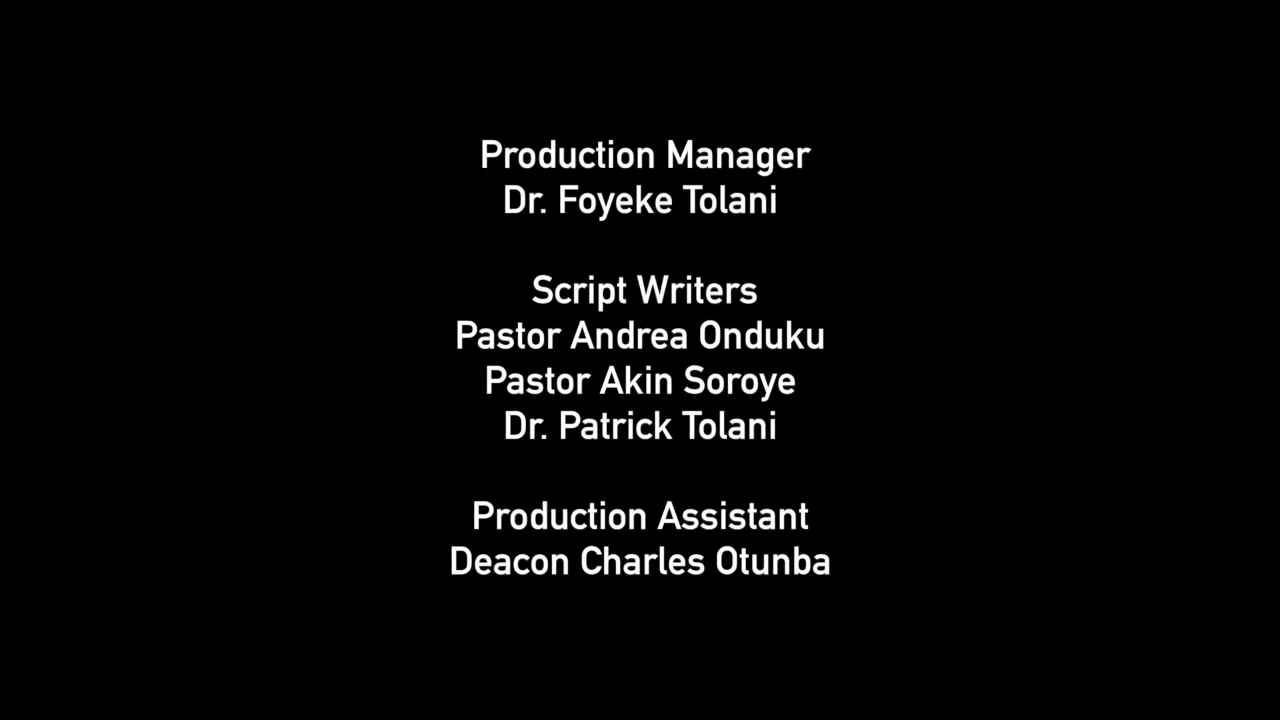 Production Manager
Dr. Foyeke Tolani
Script Writers
Pastor Andrea Onduku
Pastor Akin Soroye
Dr. Patrick Tolani
Production Assistant
Deacon Charles Otunba